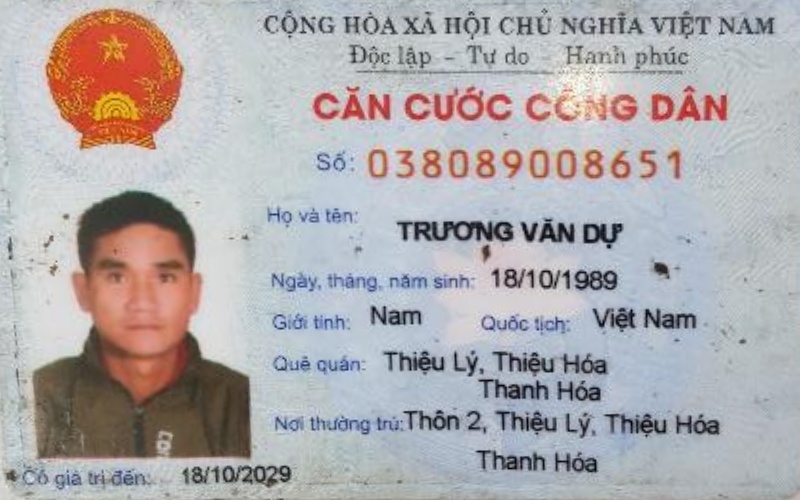 CỘNG HÒA XÃ HỘI CHỦ NGHĨA VIỆT NAM
Độc lập - Tự do - Hạnh phúc
CĂN CƯỚC CÔNG DÂN
Số: 038089008651
Họ và tên: TRƯƠNG VĂN DỰ
Ngày, tháng, năm sinh: 18/10/1989
Giới tính: Nam Quốc tịch: Việt Nam
Quê quán: Thiệu Lý, Thiệu Hóa
Thanh Hóa
Nơi thường trú: Thôn 2, Thiệu Lý, Thiệu Hóa
Thanh Hóa
Có giá trị đến: 18/10/2029